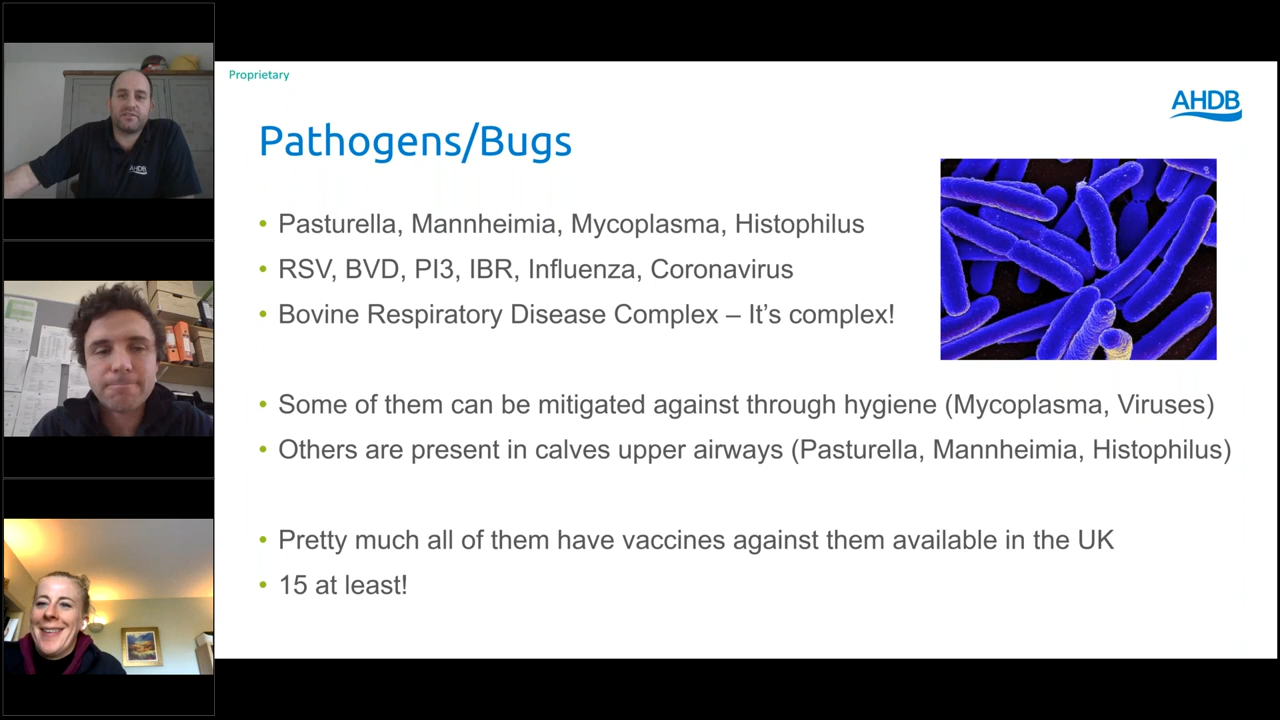 Proprietary
AHDB
Pathogens/Bugs
• Pasturella, Mannheimia, Mycoplasma, Histophilus
• RSV, BVD, PI3, IBR, Influenza, Coronavirus
• Bovine Respiratory Disease Complex – It's complex!
• Some of them can be mitigated against through hygiene (Mycoplasma, Viruses)
• Others are present in calves upper airways (Pasturella, Mannheimia, Histophilus)
• Pretty much all of them have vaccines against them available in the UK
• 15 at least!
AHDB